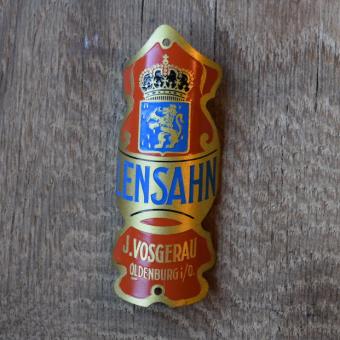 LENSAHN
J. VOSGERAU
OLDENBURG i/O.